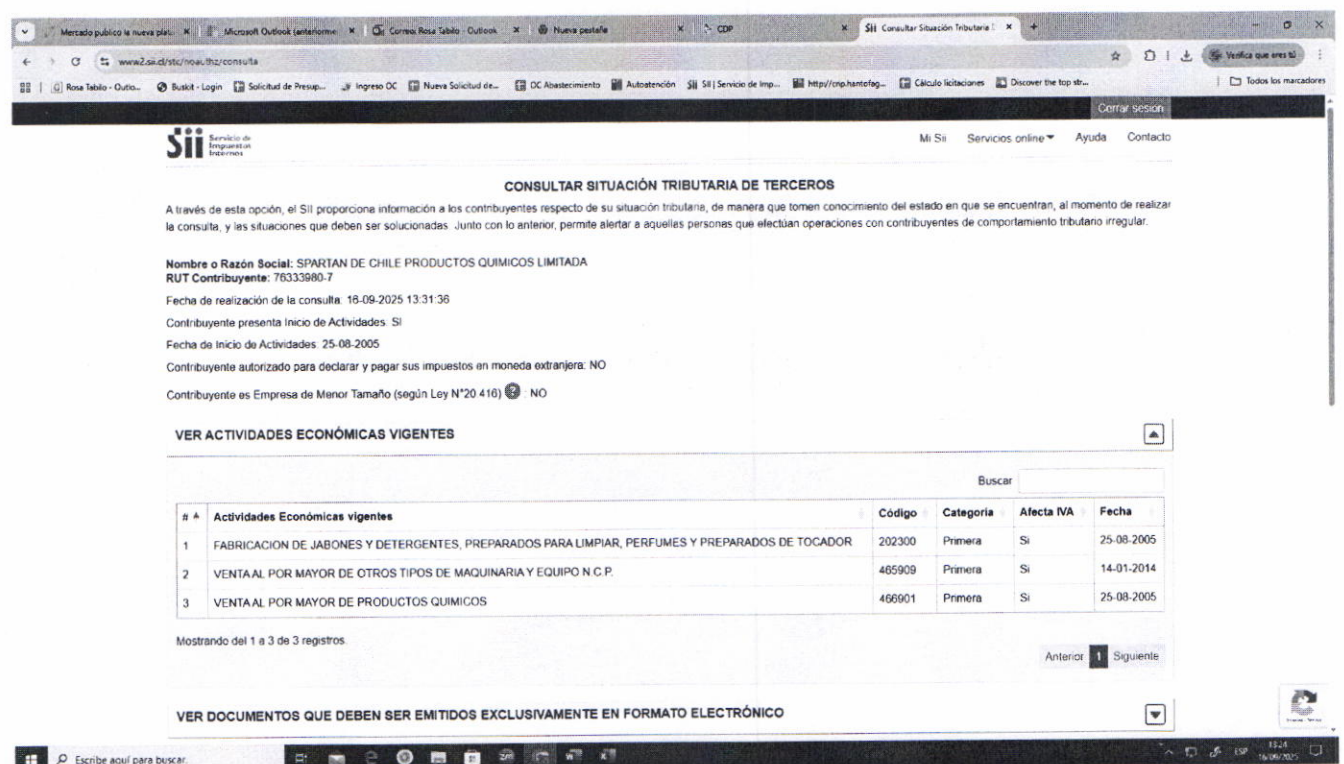 Mercado publico la nueva plat.
Microsoft Outlook (anteriorme
Correo: Rosa Tabilo - Outlook
Nueva pestaña
CDP
Sii Consultar Situación Tributaria
www2.sii.cl/stc/noauthz/consulta
Verifica que eres tú
Rosa Tabilo - Outlo...
Buskit - Login
Solicitud de Presup...
Ingreso OC
Nueva Solicitud de...
OC Abastecimiento
Autoatención
SII | Servicio de Imp...
Cálculo licitaciones
Discover the top str...
Todos los marcadores
Cerrar sesión
Sii Servicio de
Impuestos
Internos
Mi Sii Servicios online Ayuda Contacto
CONSULTAR SITUACIÓN TRIBUTARIA DE TERCEROS
A través de esta opción, el SII proporciona información a los contribuyentes respecto de su situación tributaria, de manera que tomen conocimiento del estado en que se encuentran, al momento de realizar
la consulta, y las situaciones que deben ser solucionadas. Junto con lo anterior, permite alertar a aquellas personas que efectúan operaciones con contribuyentes de comportamiento tributario irregular.
Nombre o Razón Social: SPARTAN DE CHILE PRODUCTOS QUIMICOS LIMITADA
RUT Contribuyente: 76333980-7
Fecha de realización de la consulta: 16-09-2025 13:31:36
Contribuyente presenta Inicio de Actividades: SI
Fecha de Inicio de Actividades: 25-08-2005
Contribuyente autorizado para declarar y pagar sus impuestos en moneda extranjera: NO
Contribuyente es Empresa de Menor Tamaño (según Ley N°20.416) ? : NO
VER ACTIVIDADES ECONÓMICAS VIGENTES
Buscar
# Actividades Económicas vigentes Código Categoria Afecta IVA Fecha
1 FABRICACION DE JABONES Y DETERGENTES, PREPARADOS PARA LIMPIAR, PERFUMES Y PREPARADOS DE TOCADOR 202300 Primera Si 25-08-2005
2 VENTA AL POR MAYOR DE OTROS TIPOS DE MAQUINARIA Y EQUIPO N.C.P. 465909 Primera Si 14-01-2014
3 VENTA AL POR MAYOR DE PRODUCTOS QUIMICOS 466901 Primera Si 25-08-2005
Mostrando del 1 a 3 de 3 registros.
Anterior 1 Siguiente
VER DOCUMENTOS QUE DEBEN SER EMITIDOS EXCLUSIVAMENTE EN FORMATO ELECTRÓNICO
Escribe aquí para buscar.
ESP
16/09/2025